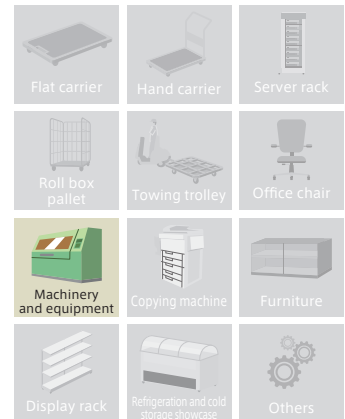 Flat carrier
Hand carrier
Server rack
Roll box
pallet
Towing trolley
Office chair
Machinery
and equipment
Copying machine
Furniture
Display rack
Refrigeration and cold
storage showcase
Others